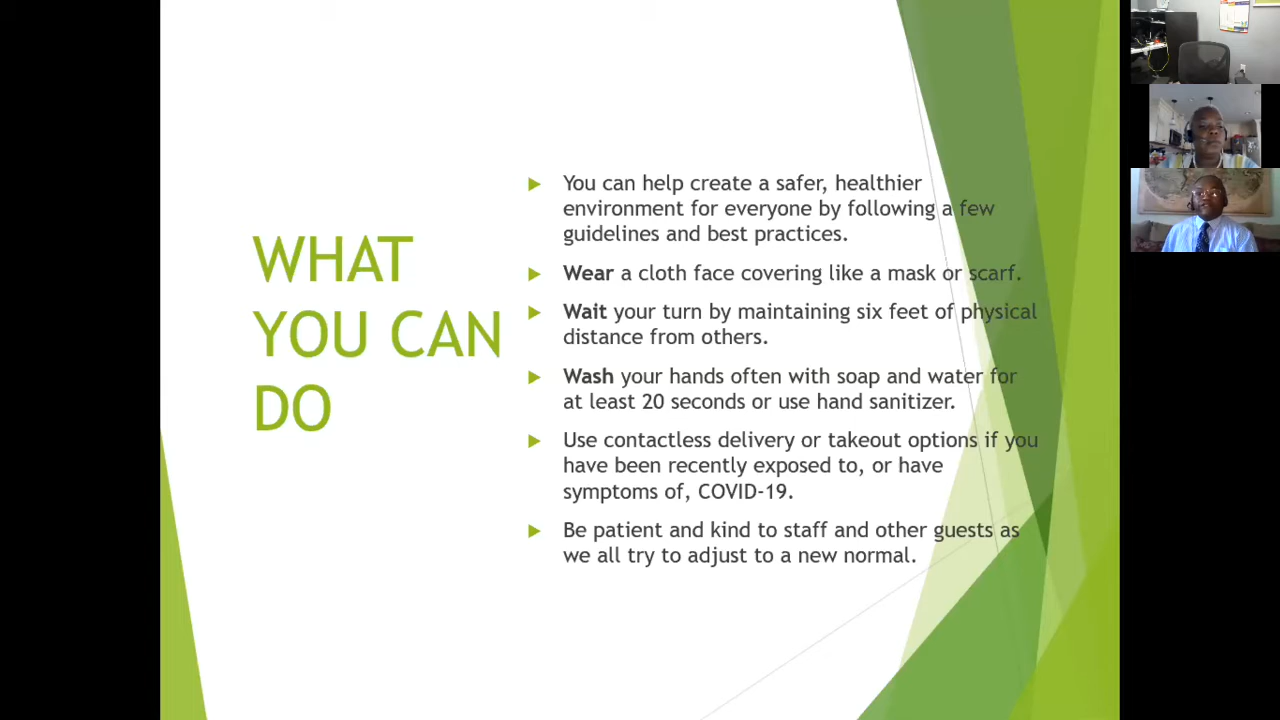 WHAT
YOU CAN
DO
You can help create a safer, healthier
environment for everyone by following a few
guidelines and best practices.
Wear a cloth face covering like a mask or scarf.
Wait your turn by maintaining six feet of physical
distance from others.
Wash your hands often with soap and water for
at least 20 seconds or use hand sanitizer.
Use contactless delivery or takeout options if you
have been recently exposed to, or have
symptoms of, COVID-19.
Be patient and kind to staff and other guests as
we all try to adjust to a new normal.